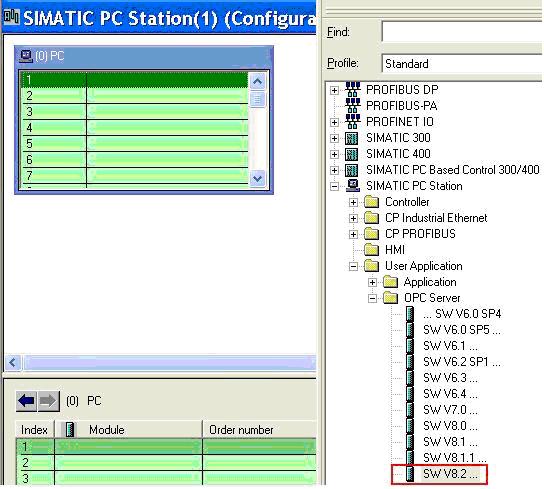 SIMATIC PC Station(1) (Configura
(0) PC
1
2
3
4
5
6
7
(0) PC
Index Module Order number
1
2
3
Find:
Profile: Standard
PROFIBUS DP
PROFIBUS-PA
PROFINET IO
SIMATIC 300
SIMATIC 400
SIMATIC PC Based Control 300/400
SIMATIC PC Station
Controller
CP Industrial Ethernet
CP PROFIBUS
HMI
User Application
Application
OPC Server
... SW V6.0 SP4
SW V6.0 SP5 ...
SW V6.1 ...
SW V6.2 SP1 ...
SW V6.3 ...
SW V6.4 ...
SW V7.0 ...
SW V8.0 ...
SW V8.1 ...
SW V8.1.1 ...
SW V8.2 ...